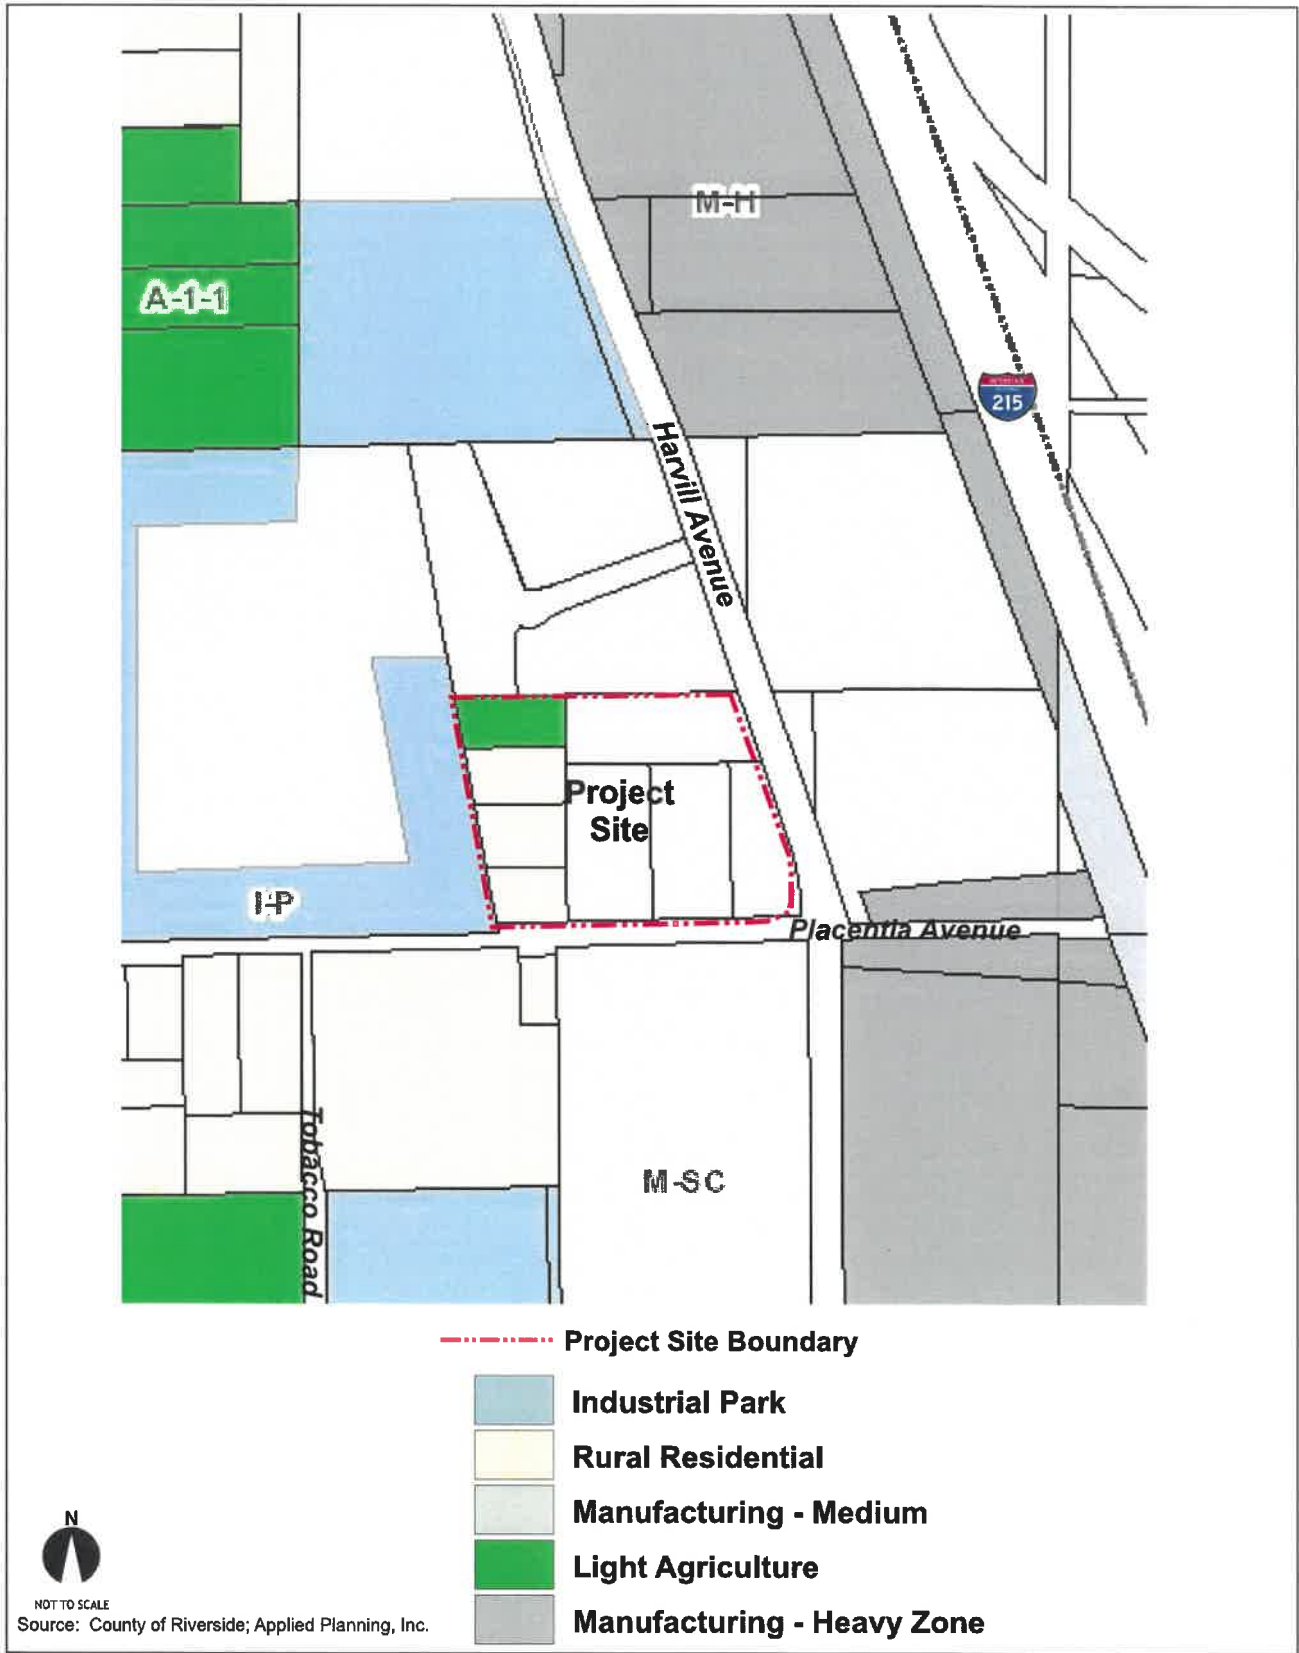 M-H
A-1-1
INTERSTATE
215
Harvill Avenue
Project
Site
I-P
Placentia Avenue
Tobacco Road
M-SC
Project Site Boundary
Industrial Park
Rural Residential
Manufacturing - Medium
Light Agriculture
Manufacturing - Heavy Zone
N
NOT TO SCALE
Source: County of Riverside; Applied Planning, Inc.